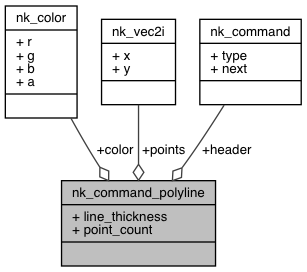 nk_color
+ r
+ g
+ b
+ a
nk_vec2i
+ x
+ y
nk_command
+ type
+ next
+color
+points
+header
nk_command_polyline
+ line_thickness
+ point_count